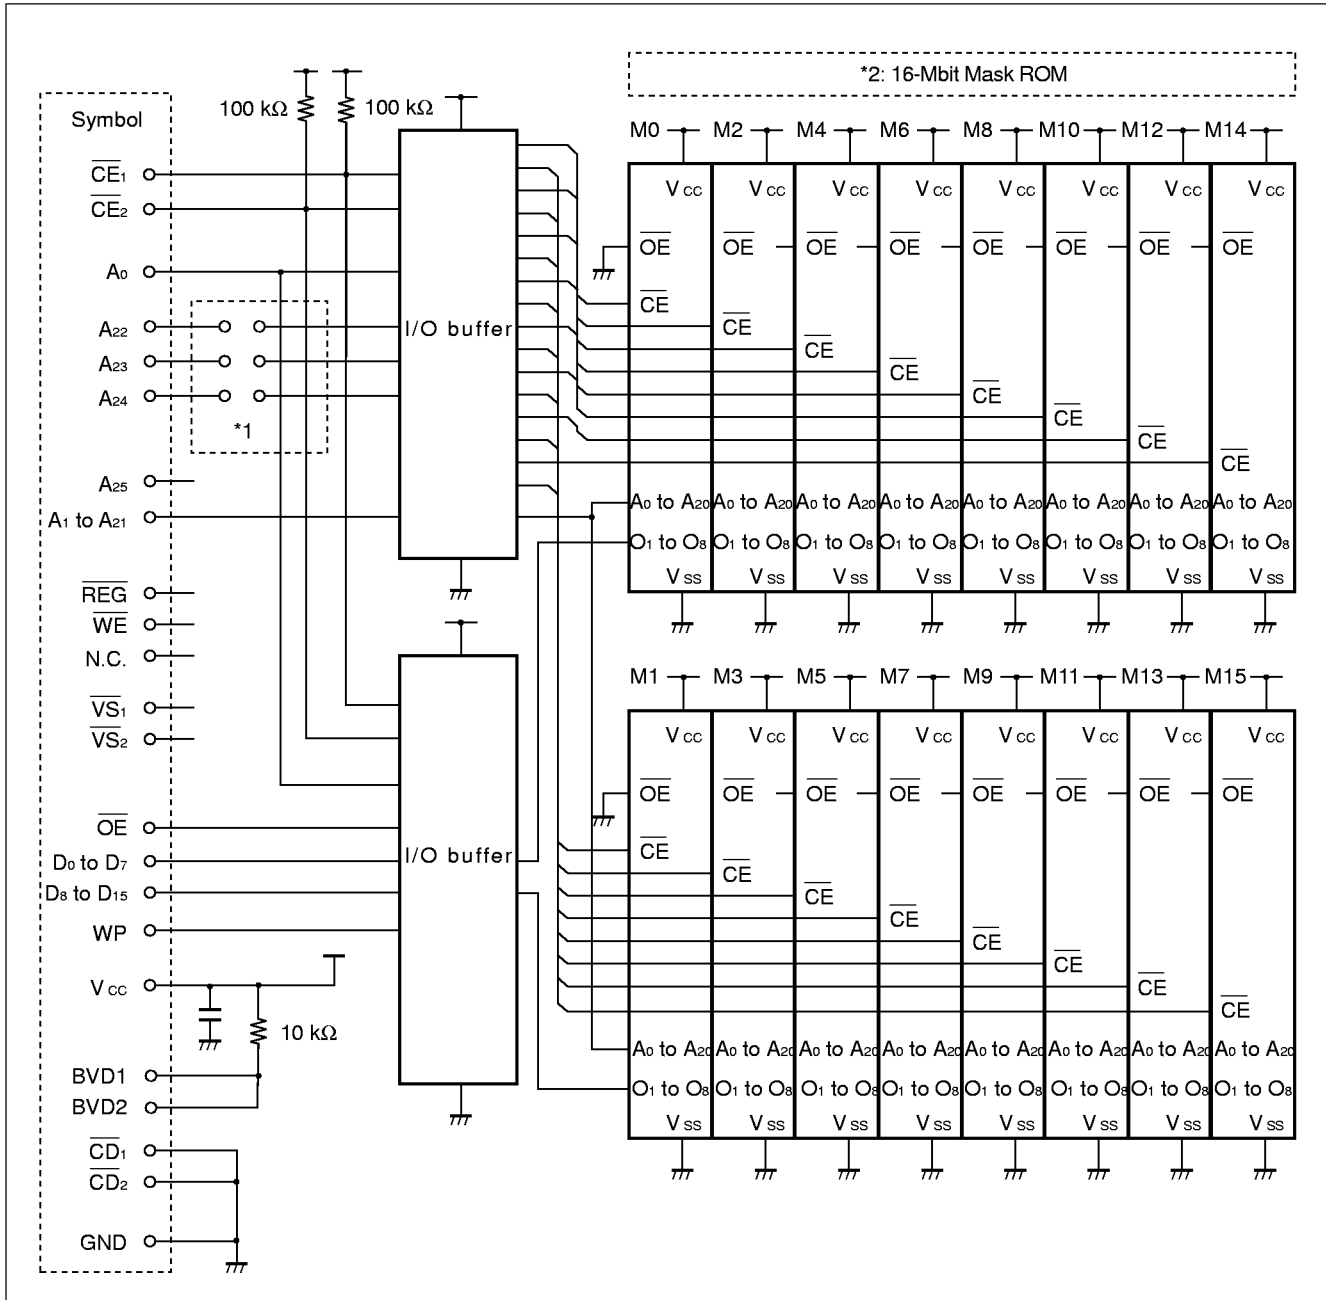 *2: 16-Mbit Mask ROM
Symbol
100 kΩ
100 kΩ
M0 M2 M4 M6 M8 M10 M12 M14
CE1
CE2
A0
A22
A23
A24
*1
A25
A1 to A21
REG
WE
N.C.
VS1
VS2
OE
D0 to D7
D8 to D15
WP
VCC
10 kΩ
BVD1
BVD2
CD1
CD2
GND
I/O buffer
I/O buffer
VCC VCC VCC VCC VCC VCC VCC VCC
OE OE OE OE OE OE OE OE
CE
CE
CE
CE
CE
CE
CE
CE
A0 to A20 A0 to A20 A0 to A20 A0 to A20 A0 to A20 A0 to A20 A0 to A20 A0 to A20
O1 to O8 O1 to O8 O1 to O8 O1 to O8 O1 to O8 O1 to O8 O1 to O8 O1 to O8
VSS VSS VSS VSS VSS VSS VSS VSS
M1 M3 M5 M7 M9 M11 M13 M15
VCC VCC VCC VCC VCC VCC VCC VCC
OE OE OE OE OE OE OE OE
CE
CE
CE
CE
CE
CE
CE
CE
A0 to A20 A0 to A20 A0 to A20 A0 to A20 A0 to A20 A0 to A20 A0 to A20 A0 to A20
O1 to O8 O1 to O8 O1 to O8 O1 to O8 O1 to O8 O1 to O8 O1 to O8 O1 to O8
VSS VSS VSS VSS VSS VSS VSS VSS